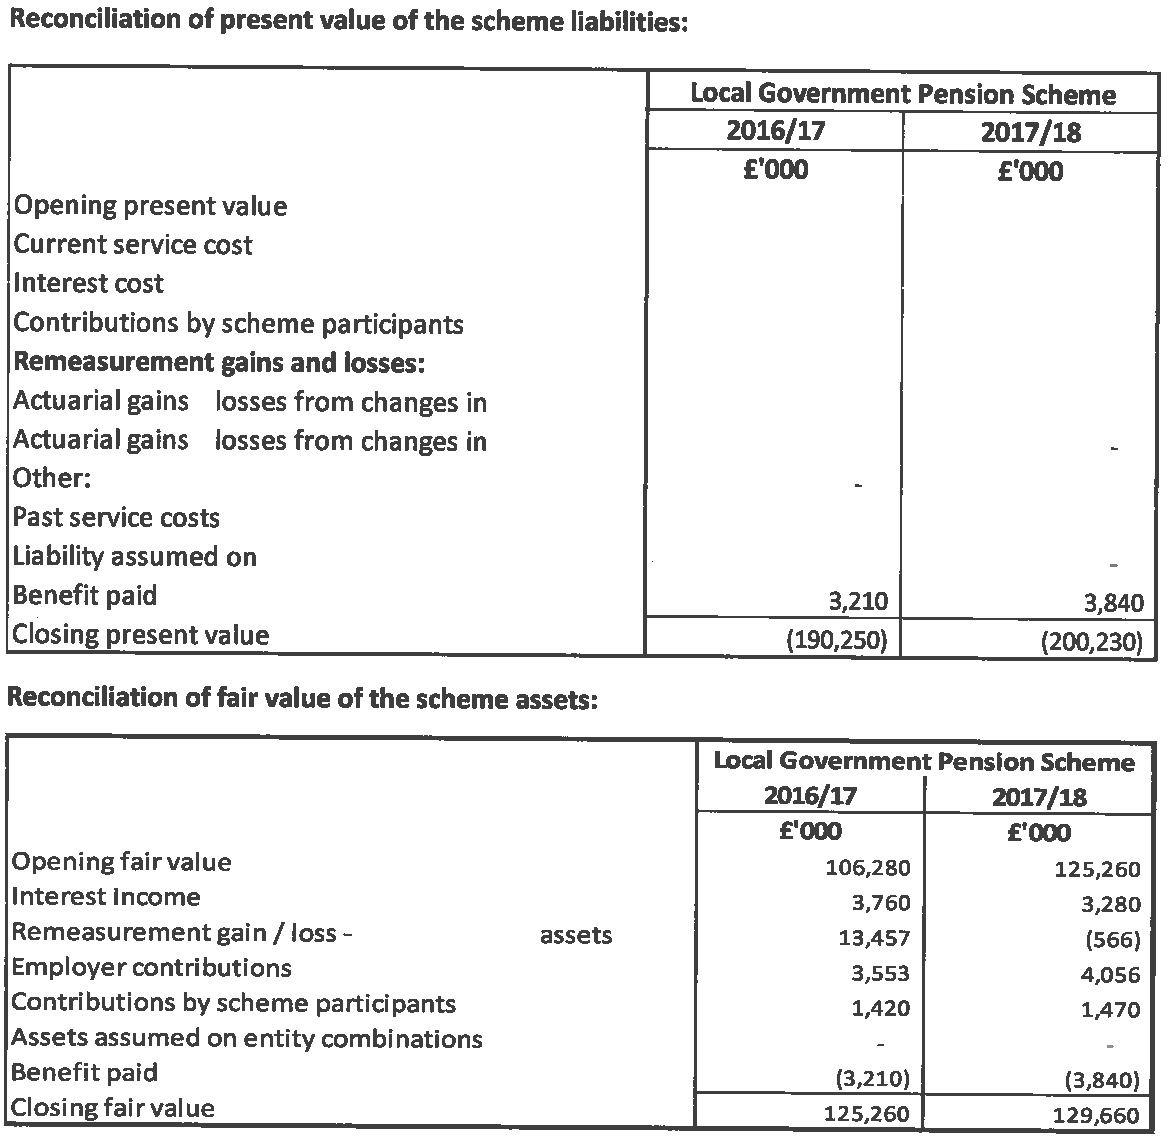 Reconciliation of present value of the scheme liabilities:
Local Government Pension Scheme
2016/17 2017/18
£'000 £'000
Opening present value
Current service cost
Interest cost
Contributions by scheme participants
Remeasurement gains and losses:
Actuarial gains losses from changes in
Actuarial gains losses from changes in -
Other: -
Past service costs
Liability assumed on -
Benefit paid 3,210 3,840
Closing present value (190,250) (200,230)
Reconciliation of fair value of the scheme assets:
Local Government Pension Scheme
2016/17 2017/18
£'000 £'000
Opening fair value 106,280 125,260
Interest Income 3,760 3,280
Remeasurement gain / loss - assets 13,457 (566)
Employer contributions 3,553 4,056
Contributions by scheme participants 1,420 1,470
Assets assumed on entity combinations - -
Benefit paid (3,210) (3,840)
Closing fair value 125,260 129,660